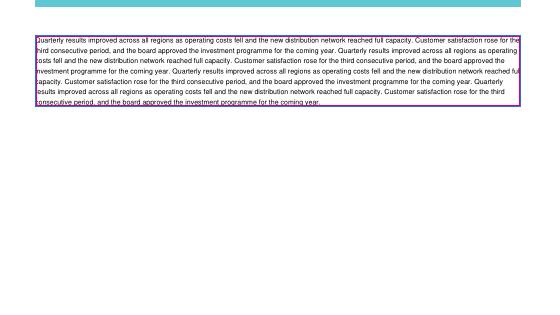 Quarterly results improved across all regions as operating costs fell and the new distribution network reached full capacity. Customer satisfaction rose for the
third consecutive period, and the board approved the investment programme for the coming year. Quarterly results improved across all regions as operating
costs fell and the new distribution network reached full capacity. Customer satisfaction rose for the third consecutive period, and the board approved the
investment programme for the coming year. Quarterly results improved across all regions as operating costs fell and the new distribution network reached full
capacity. Customer satisfaction rose for the third consecutive period, and the board approved the investment programme for the coming year. Quarterly
results improved across all regions as operating costs fell and the new distribution network reached full capacity. Customer satisfaction rose for the third
consecutive period, and the board approved the investment programme for the coming year.